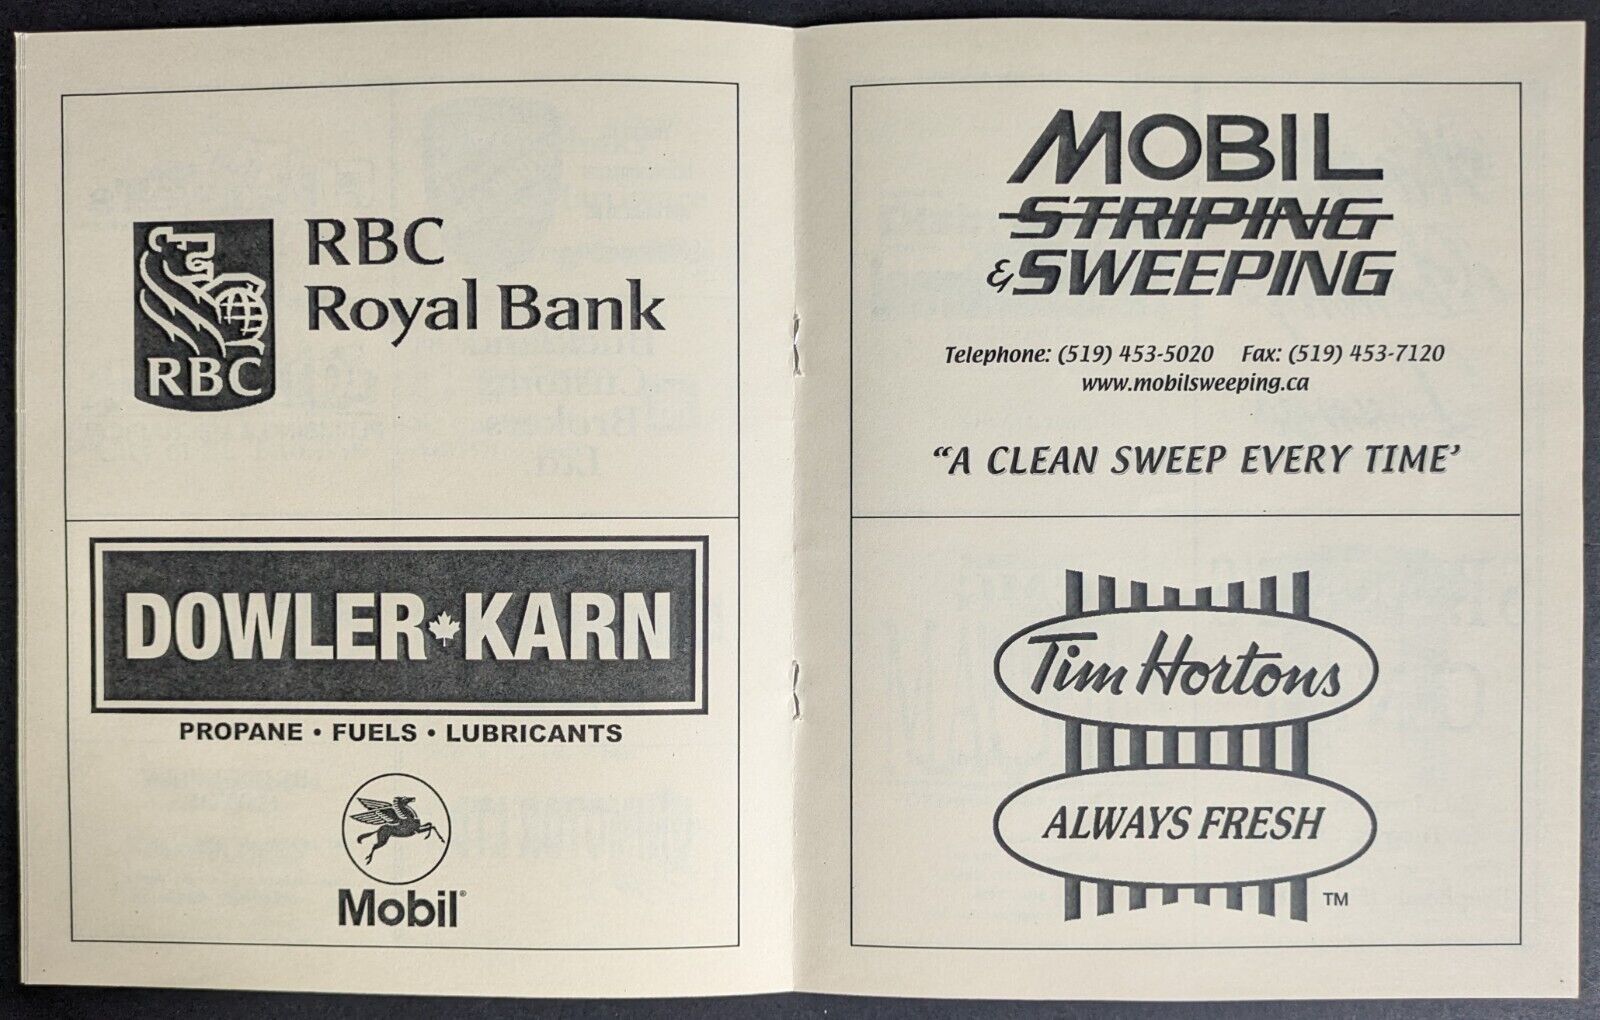 RBC
RBC
Royal Bank
DOWLER KARN
PROPANE • FUELS • LUBRICANTS
Mobil®
MOBIL
STRIPING
& SWEEPING
Telephone: (519) 453-5020 Fax: (519) 453-7120
www.mobilsweeping.ca
"A CLEAN SWEEP EVERY TIME'
Tim Hortons
ALWAYS FRESH
TM